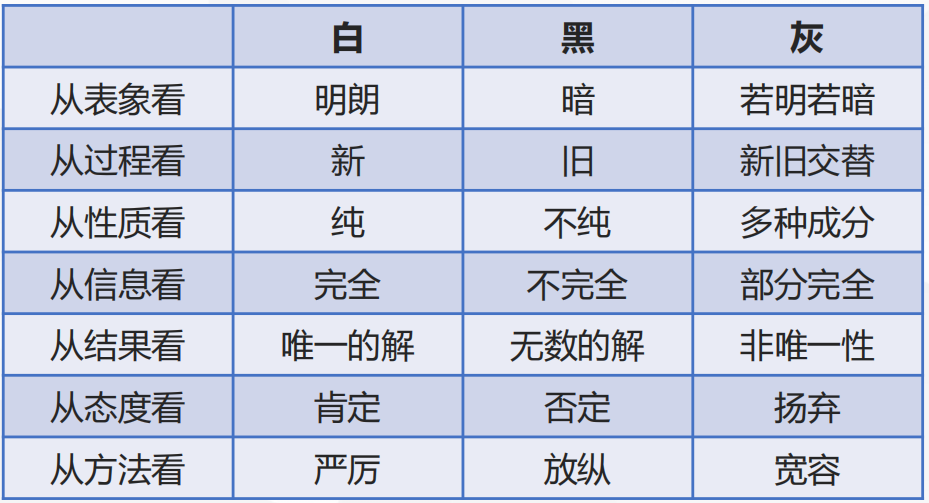 白 黑 灰
从表象看 明朗 暗 若明若暗
从过程看 新 旧 新旧交替
从性质看 纯 不纯 多种成分
从信息看 完全 不完全 部分完全
从结果看 唯一的解 无数的解 非唯一性
从态度看 肯定 否定 扬弃
从方法看 严厉 放纵 宽容